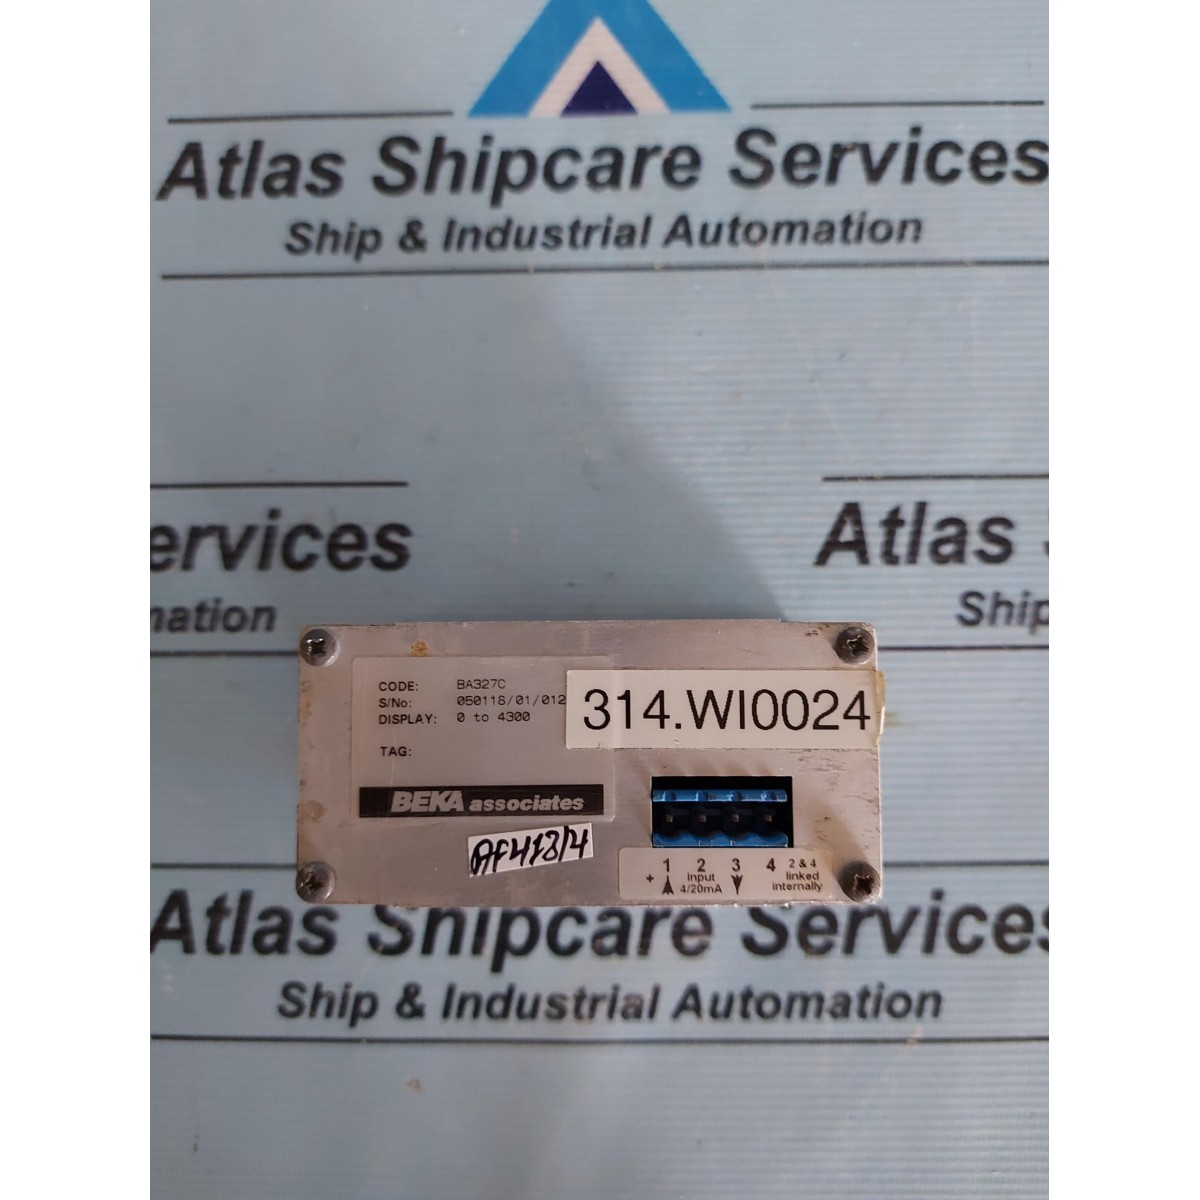 Atlas Shipcare Services
Ship & Industrial Automation
ervices
Atlas
nation
Ship
CODE: BA327C
S/No: 050118/01/012
DISPLAY: 0 to 4300
TAG:
314.WI0024
BEKA associates
AF418/4
1 2 3 4 2 & 4
+ Input linked
4/20mA internally
Atlas Shipcare Services
Ship & Industrial Automation